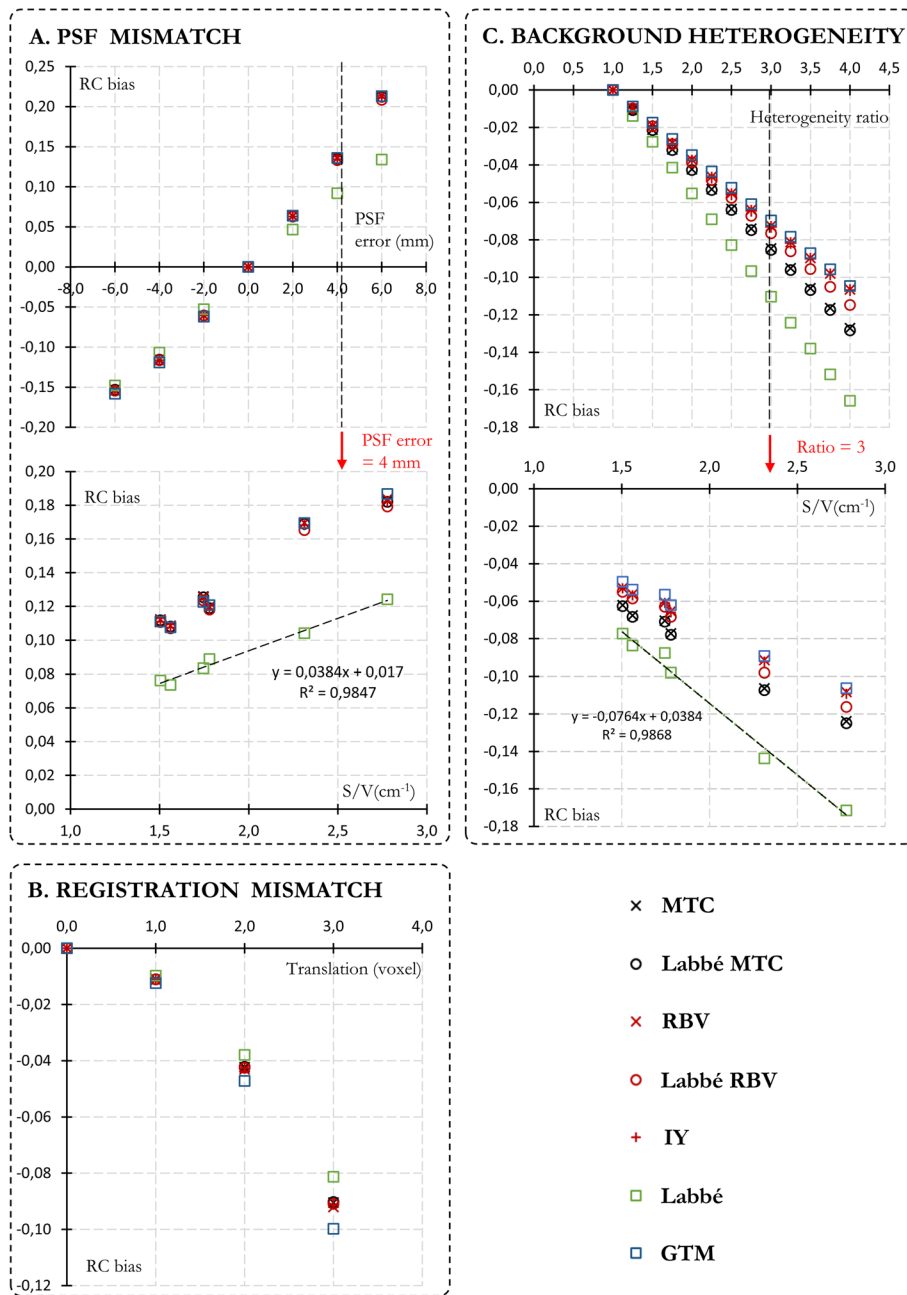 A. PSF MISMATCH
0,25
0,20
0,15
0,10
0,05
0,00
-0,05
-0,10
-0,15
-0,20
RC bias
-8,0 -6,0 -4,0 -2,0 0,0 2,0 4,0 6,0 8,0
PSF
error (mm)
PSF error
= 4 mm
0,20
0,18
0,16
0,14
0,12
0,10
0,08
0,06
0,04
0,02
0,00
RC bias
y = 0,0384x + 0,017
R² = 0,9847
S/V(cm⁻¹)
1,0 1,5 2,0 2,5 3,0
C. BACKGROUND HETEROGENEITY
0,0 0,5 1,0 1,5 2,0 2,5 3,0 3,5 4,0 4,5
0,00
-0,02
-0,04
-0,06
-0,08
-0,10
-0,12
-0,14
-0,16
-0,18
Heterogeneity ratio
RC bias
Ratio = 3
1,0 1,5 2,0 2,5 3,0
S/V(cm⁻¹)
-0,00
-0,02
-0,04
-0,06
-0,08
-0,10
-0,12
-0,14
-0,16
-0,18
y = -0,0764x + 0,0384
R² = 0,9868
RC bias
B. REGISTRATION MISMATCH
0,0 1,0 2,0 3,0 4,0
0,00
-0,02
-0,04
-0,06
-0,08
-0,10
-0,12
Translation (voxel)
RC bias
MTC
Labbé MTC
RBV
Labbé RBV
IY
Labbé
GTM